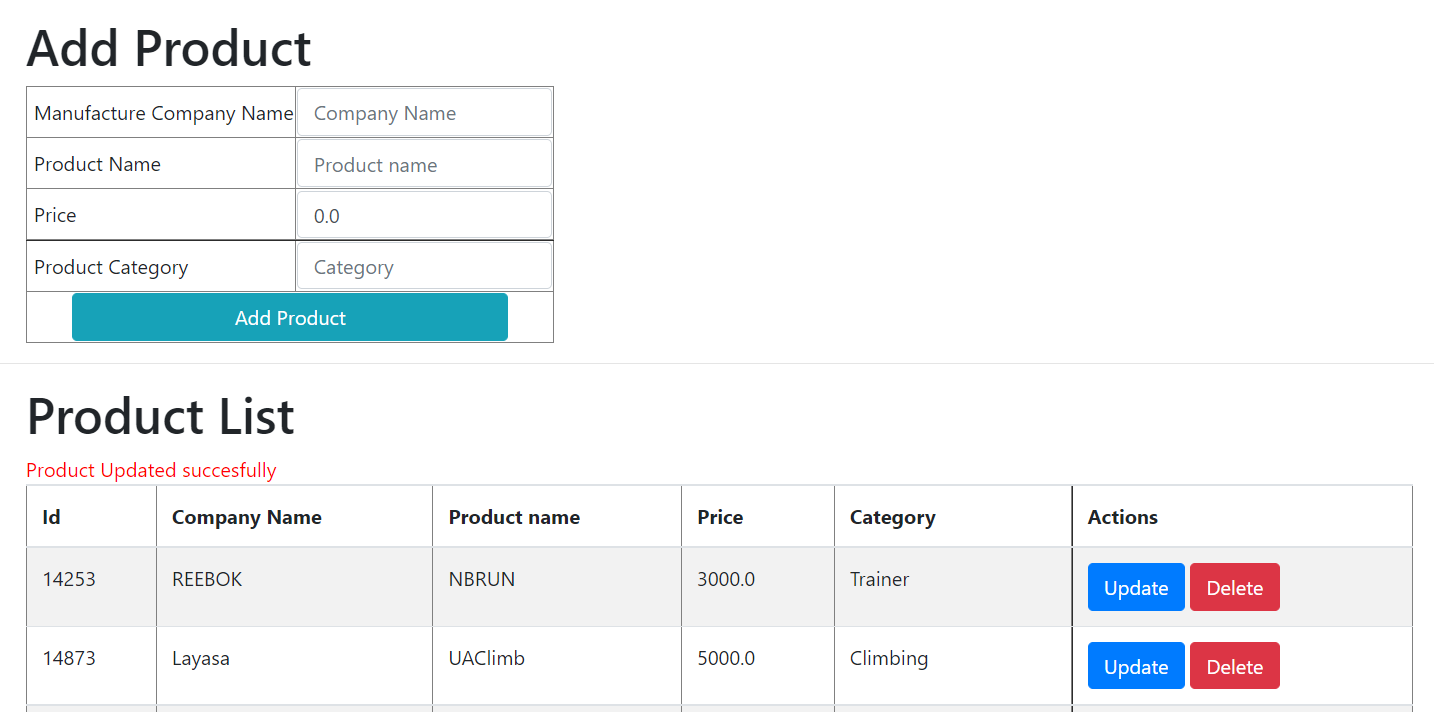 Add Product
Manufacture Company Name Company Name
Product Name Product name
Price 0.0
Product Category Category
Add Product
Product List
Product Updated succesfully
Id Company Name Product name Price Category Actions
14253 REEBOK NBRUN 3000.0 Trainer Update Delete
14873 Layasa UAClimb 5000.0 Climbing Update Delete